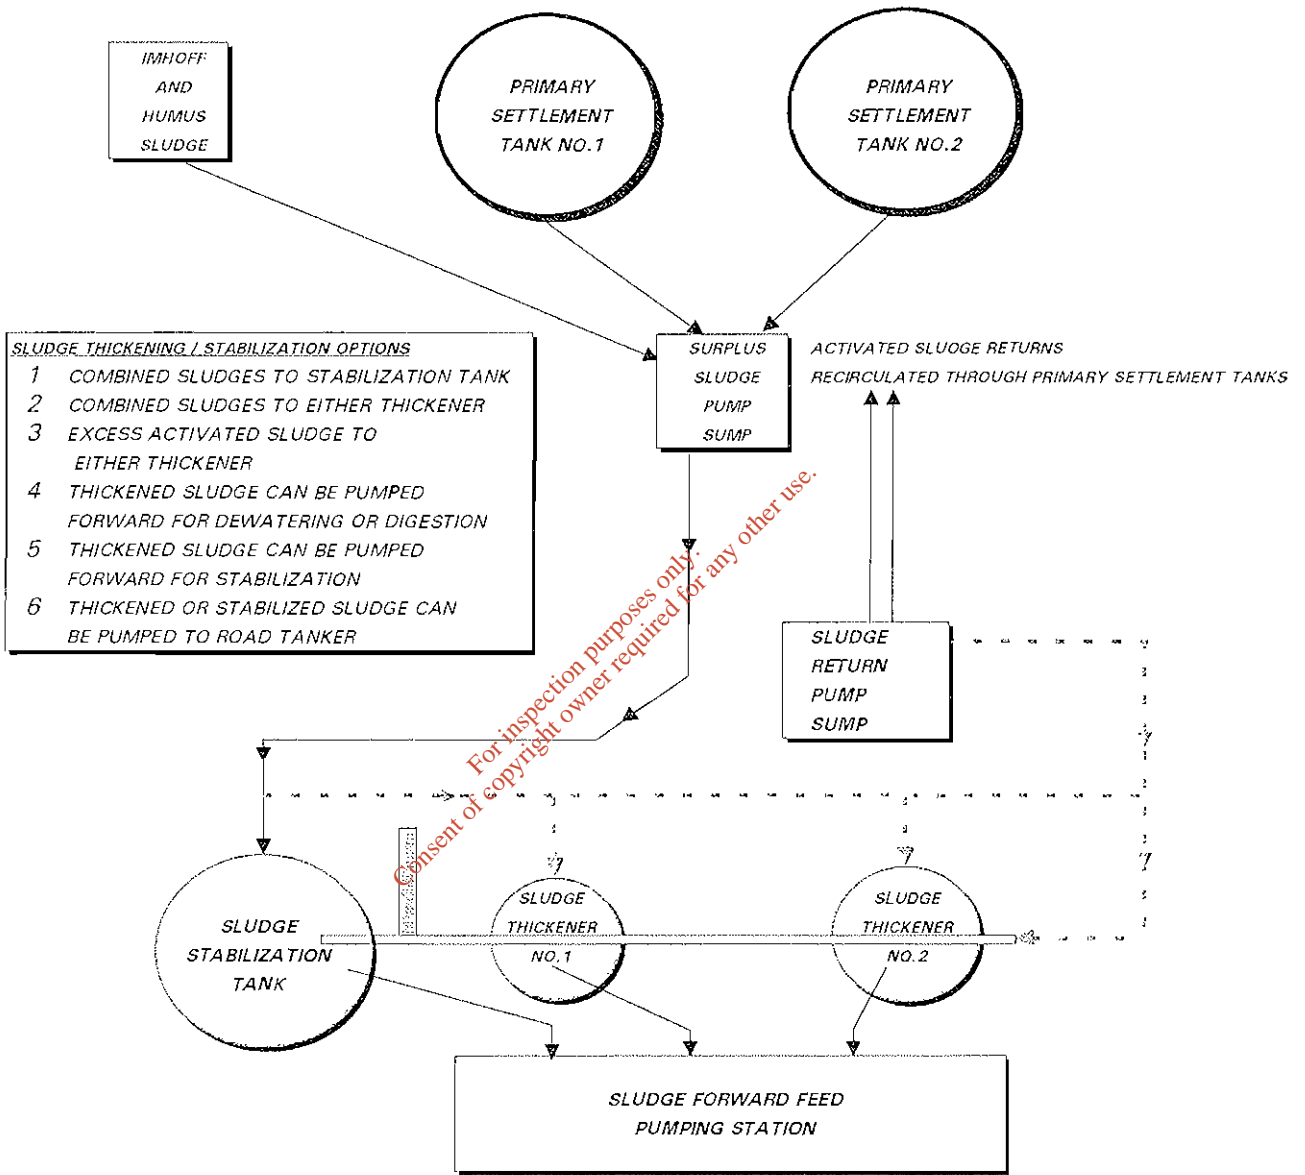 IMHOFF
AND
HUMUS
SLUDGE
PRIMARY
SETTLEMENT
TANK NO.1
PRIMARY
SETTLEMENT
TANK NO.2
SLUDGE THICKENING / STABILIZATION OPTIONS
1 COMBINED SLUDGES TO STABILIZATION TANK
2 COMBINED SLUDGES TO EITHER THICKENER
3 EXCESS ACTIVATED SLUDGE TO
EITHER THICKENER
4 THICKENED SLUDGE CAN BE PUMPED
FORWARD FOR DEWATERING OR DIGESTION
5 THICKENED SLUDGE CAN BE PUMPED
FORWARD FOR STABILIZATION
6 THICKENED OR STABILIZED SLUDGE CAN
BE PUMPED TO ROAD TANKER
SURPLUS
SLUDGE
PUMP
SUMP
ACTIVATED SLUOGE RETURNS
RECIRCULATED THROUGH PRIMARY SETTLEMENT TANKS
SLUDGE
RETURN
PUMP
SUMP
For inspection purposes only.
Consent of copyright owner required for any other use.
SLUDGE
STABILIZATION
TANK
SLUDGE
THICKENER
NO.1
SLUDGE
THICKENER
NO.2
SLUDGE FORWARD FEED
PUMPING STATION